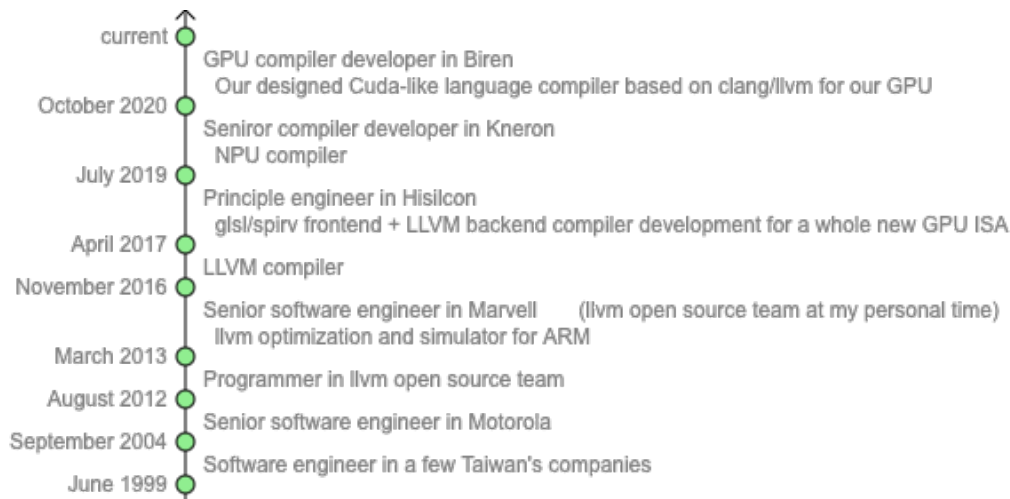 current
GPU compiler developer in Biren
Our designed Cuda-like language compiler based on clang/llvm for our GPU
October 2020
Seniror compiler developer in Kneron
NPU compiler
July 2019
Principle engineer in Hisilcon
glsl/spirv frontend + LLVM backend compiler development for a whole new GPU ISA
April 2017
LLVM compiler
November 2016
Senior software engineer in Marvell (llvm open source team at my personal time)
llvm optimization and simulator for ARM
March 2013
Programmer in llvm open source team
August 2012
Senior software engineer in Motorola
September 2004
Software engineer in a few Taiwan's companies
June 1999